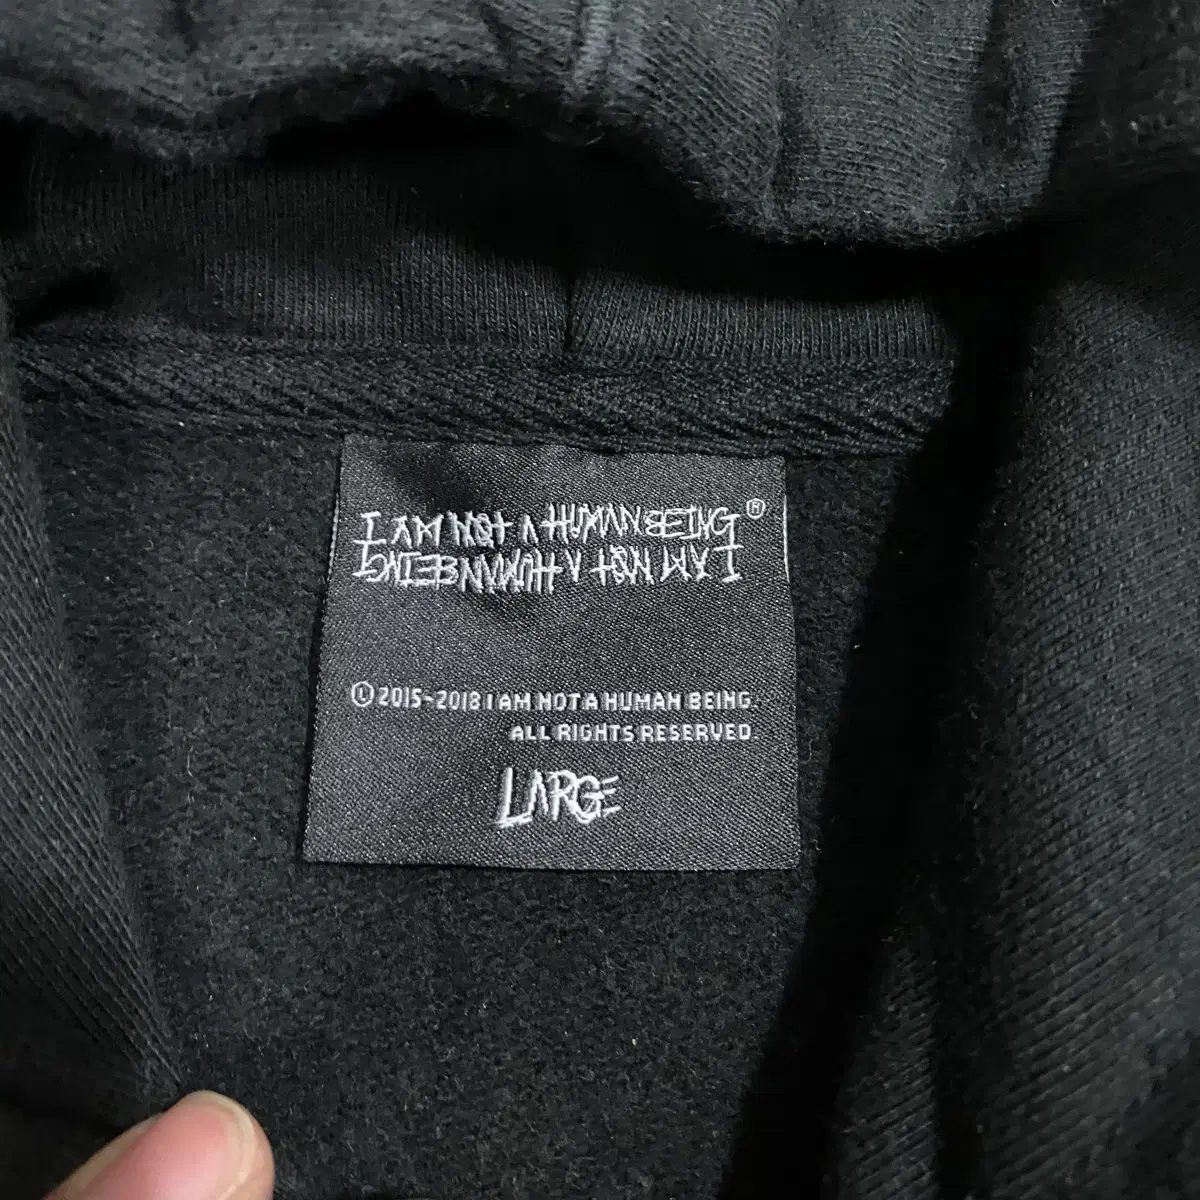 I AM NOT A HUMAN BEING ®
I AM NOT A HUMAN BEING
Ⓛ 2015-2018 I AM NOT A HUMAN BEING.
ALL RIGHTS RESERVED
LARGE